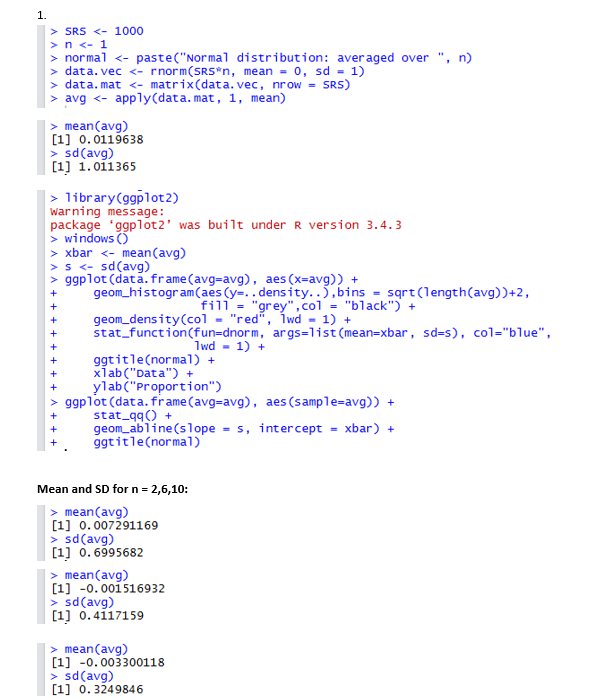 1.
> SRS <- 1000
> n <- 1
> normal <- paste("Normal distribution: averaged over ", n)
> data.vec <- rnorm(SRS*n, mean = 0, sd = 1)
> data.mat <- matrix(data.vec, nrow = SRS)
> avg <- apply(data.mat, 1, mean)
> mean(avg)
[1] 0.0119638
> sd(avg)
[1] 1.011365
> library(ggplot2)
Warning message:
package ‘ggplot2’ was built under R version 3.4.3
> windows()
> xbar <- mean(avg)
> s <- sd(avg)
> ggplot(data.frame(avg=avg), aes(x=avg)) +
+     geom_histogram(aes(y=..density..),bins = sqrt(length(avg))+2,
+                    fill = "grey",col = "black") +
+     geom_density(col = "red", lwd = 1) +
+     stat_function(fun=dnorm, args=list(mean=xbar, sd=s), col="blue",
+                   lwd = 1) +
+     ggtitle(normal) +
+     xlab("Data") +
+     ylab("Proportion")
> ggplot(data.frame(avg=avg), aes(sample=avg)) +
+     stat_qq() +
+     geom_abline(slope = s, intercept = xbar) +
+     ggtitle(normal)
Mean and SD for n = 2,6,10:
> mean(avg)
[1] 0.007291169
> sd(avg)
[1] 0.6995682
> mean(avg)
[1] -0.001516932
> sd(avg)
[1] 0.4117159
> mean(avg)
[1] -0.003300118
> sd(avg)
[1] 0.3249846